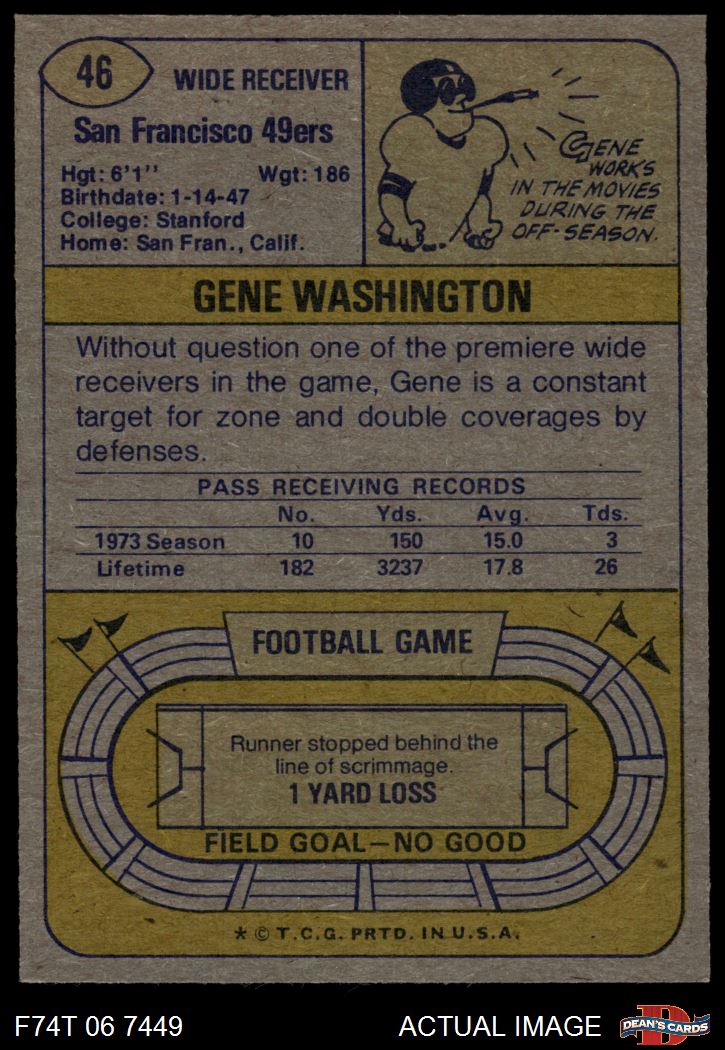 46
WIDE RECEIVER
San Francisco 49ers
Hgt: 6'1'' Wgt: 186
Birthdate: 1-14-47
College: Stanford
Home: San Fran., Calif.
GENE
WORKS
IN THE MOVIES
DURING THE
OFF-SEASON.
GENE WASHINGTON
Without question one of the premiere wide
receivers in the game, Gene is a constant
target for zone and double coverages by
defenses.
PASS RECEIVING RECORDS
No. Yds. Avg. Tds.
1973 Season 10 150 15.0 3
Lifetime 182 3237 17.8 26
FOOTBALL GAME
Runner stopped behind the
line of scrimmage.
1 YARD LOSS
FIELD GOAL—NO GOOD
* © T.C.G. PRTD. IN U.S.A.
F74T 06 7449 ACTUAL IMAGE
D
DEAN'S CARDS